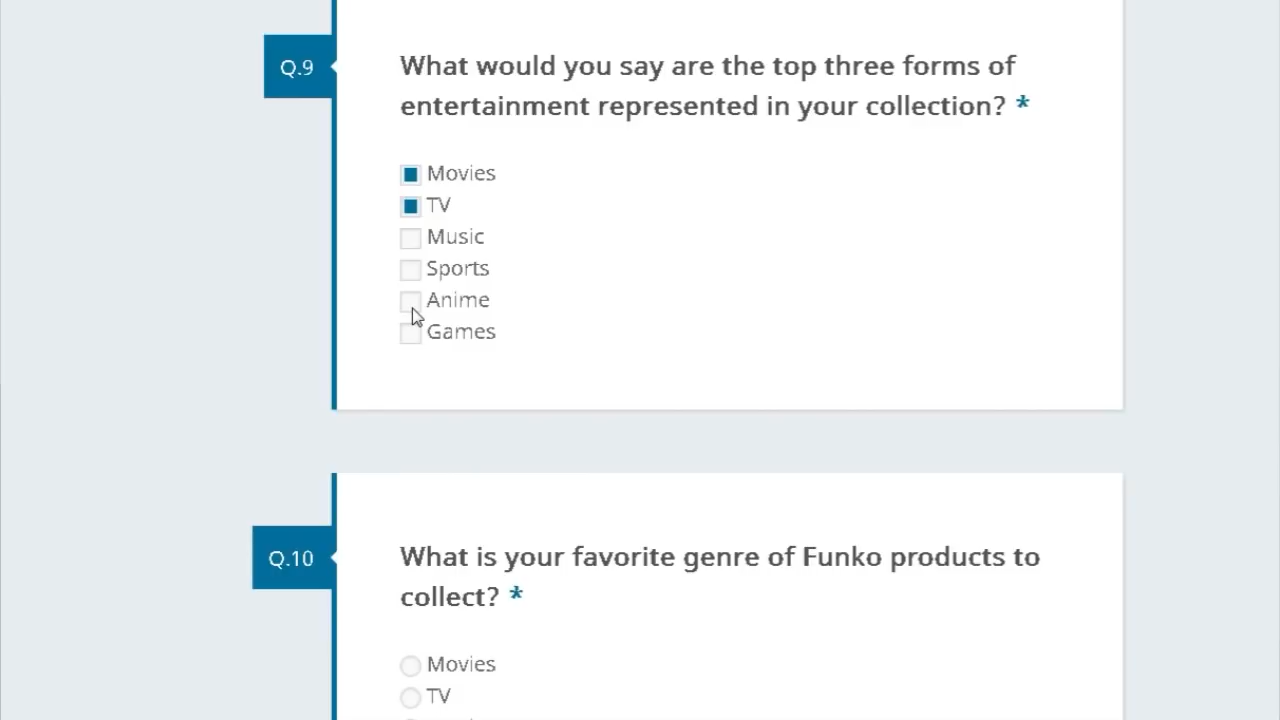 Q.9
What would you say are the top three forms of
entertainment represented in your collection? *
Movies
TV
Music
Sports
Anime
Games
Q.10
What is your favorite genre of Funko products to
collect? *
Movies
TV